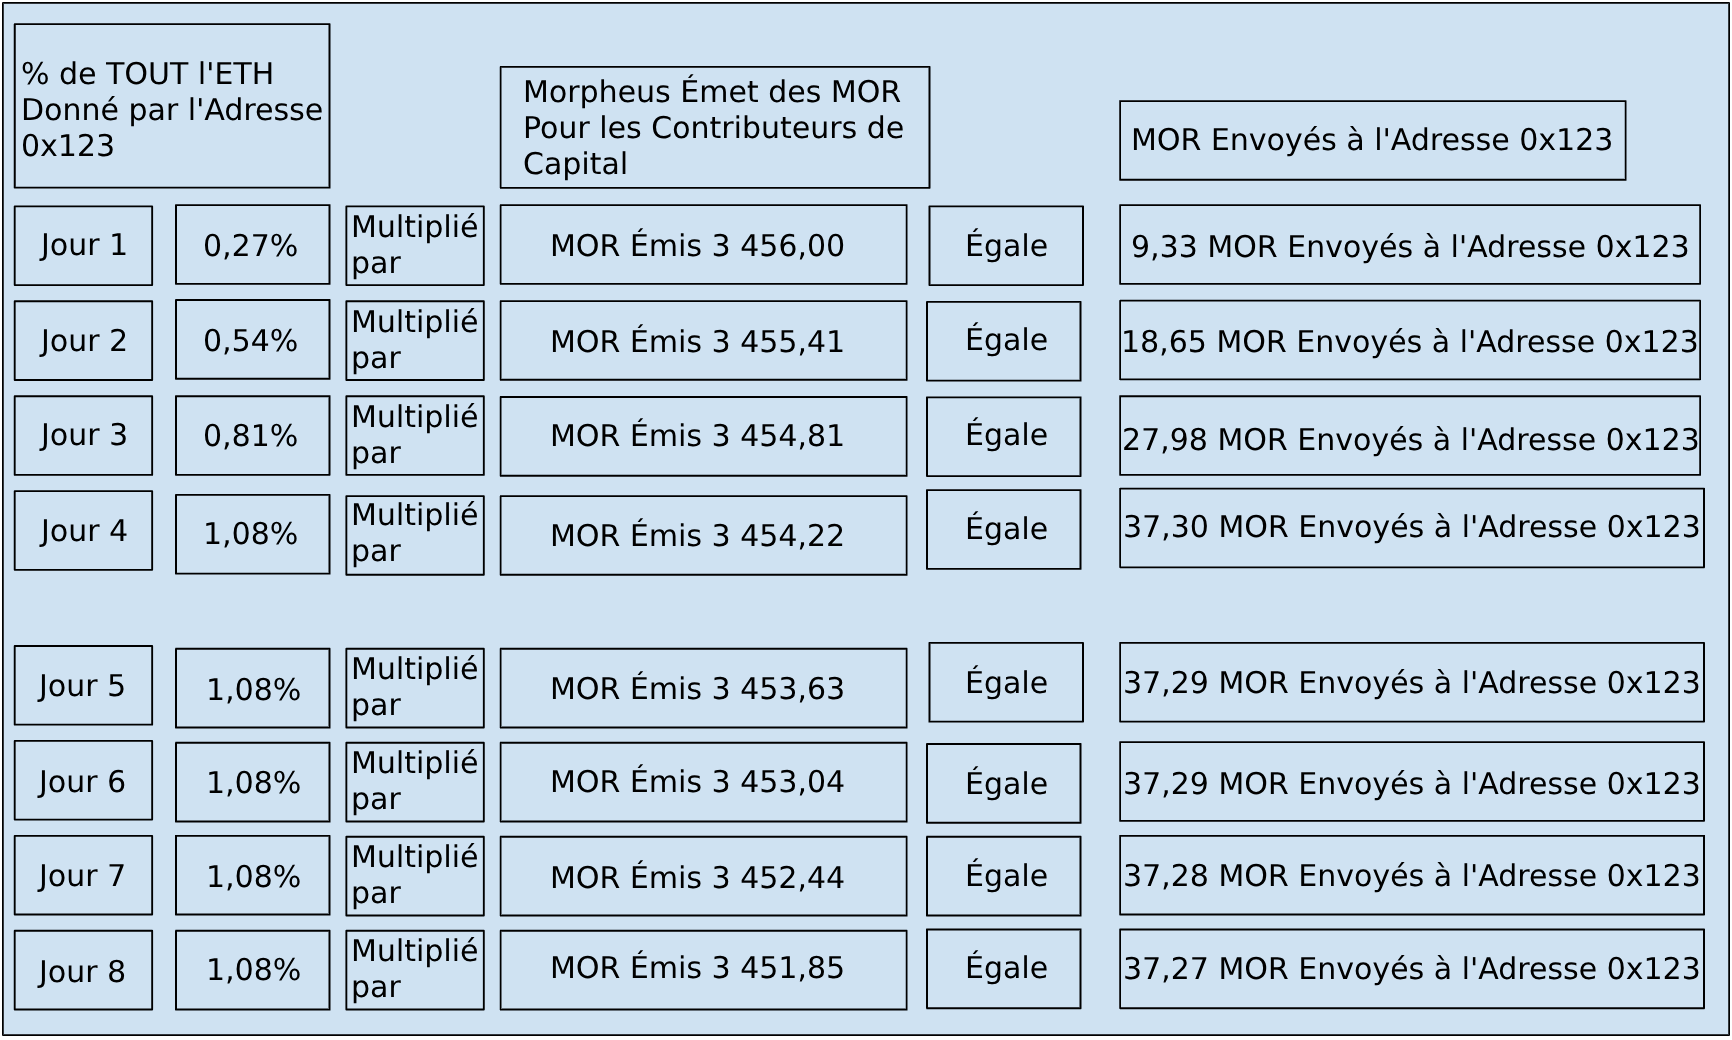 % de TOUT l'ETH
Donné par l'Adresse
0x123
Morpheus Émet des MOR
Pour les Contributeurs de
Capital
MOR Envoyés à l'Adresse 0x123
Jour 1
0,27%
Multiplié
par
MOR Émis 3 456,00
Égale
9,33 MOR Envoyés à l'Adresse 0x123
Jour 2
0,54%
Multiplié
par
MOR Émis 3 455,41
Égale
18,65 MOR Envoyés à l'Adresse 0x123
Jour 3
0,81%
Multiplié
par
MOR Émis 3 454,81
Égale
27,98 MOR Envoyés à l'Adresse 0x123
Jour 4
1,08%
Multiplié
par
MOR Émis 3 454,22
Égale
37,30 MOR Envoyés à l'Adresse 0x123
Jour 5
1,08%
Multiplié
par
MOR Émis 3 453,63
Égale
37,29 MOR Envoyés à l'Adresse 0x123
Jour 6
1,08%
Multiplié
par
MOR Émis 3 453,04
Égale
37,29 MOR Envoyés à l'Adresse 0x123
Jour 7
1,08%
Multiplié
par
MOR Émis 3 452,44
Égale
37,28 MOR Envoyés à l'Adresse 0x123
Jour 8
1,08%
Multiplié
par
MOR Émis 3 451,85
Égale
37,27 MOR Envoyés à l'Adresse 0x123